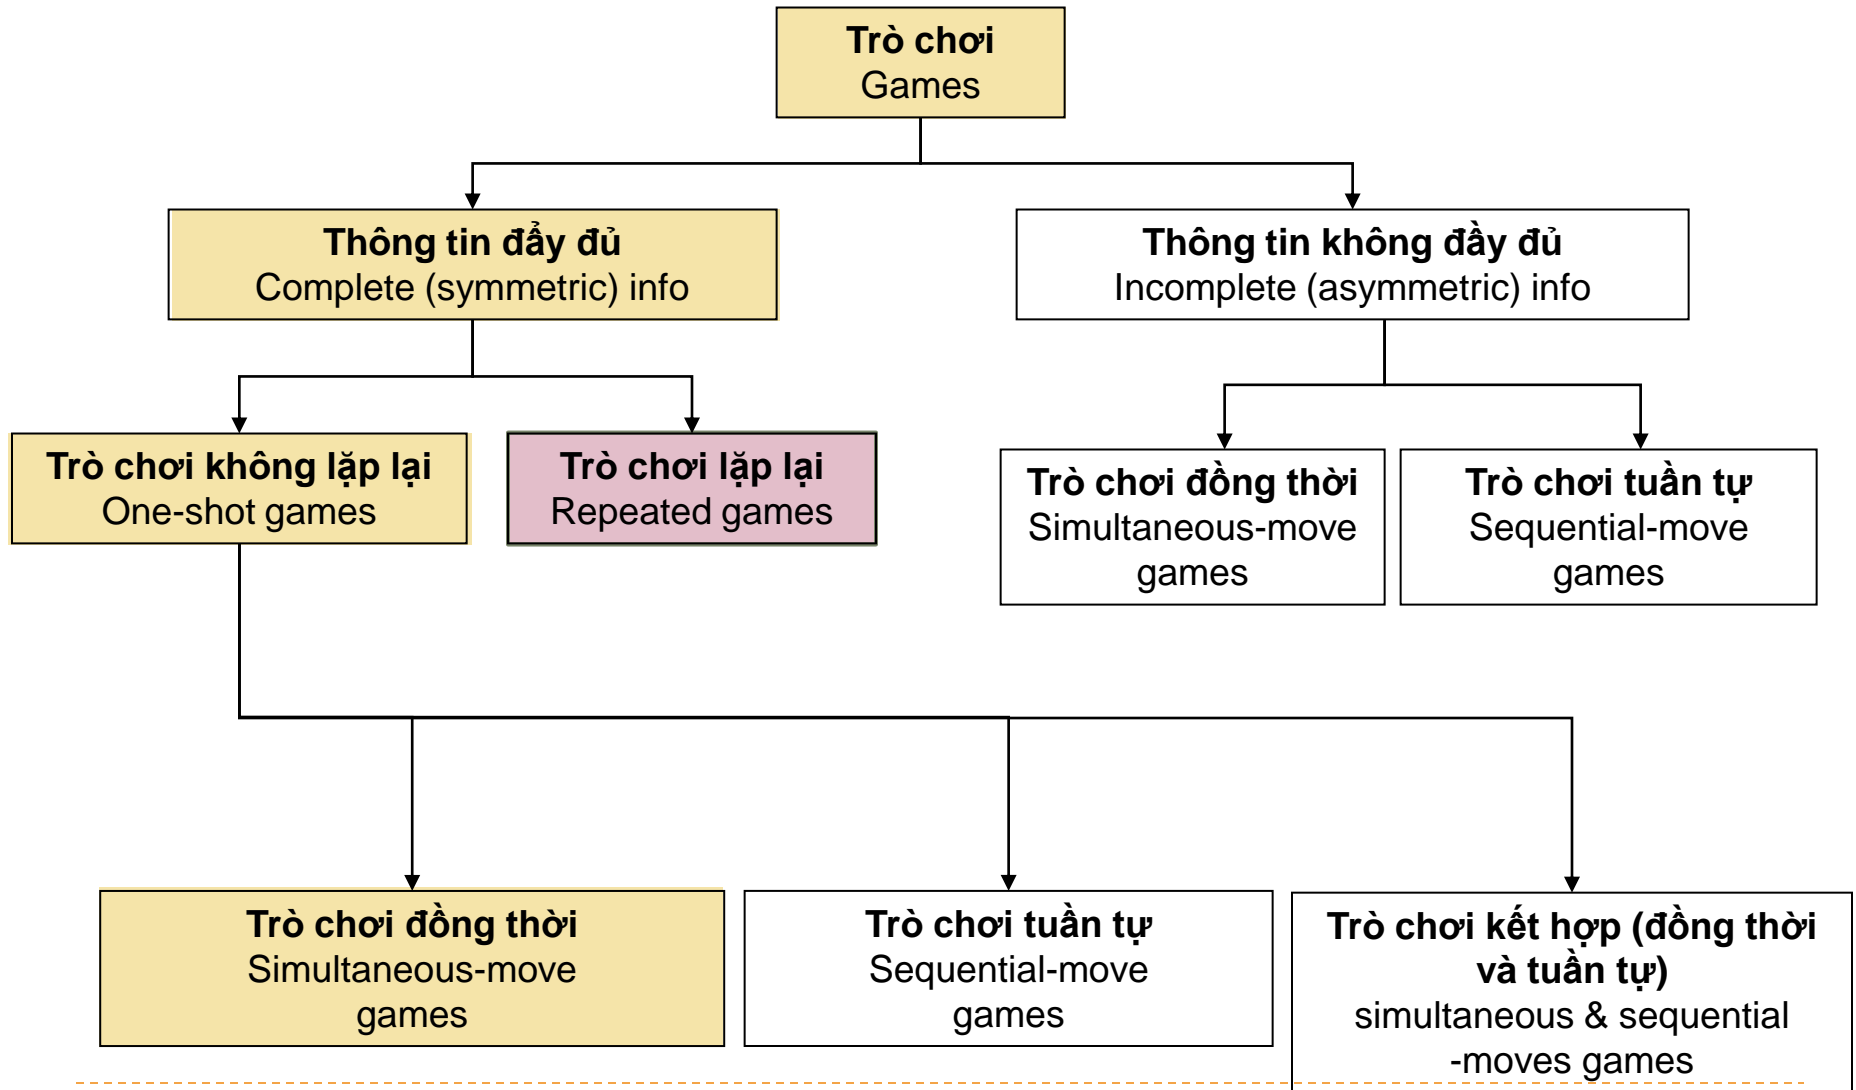 Trò chơi
Games
Thông tin đẩy đủ
Complete (symmetric) info
Thông tin không đầy đủ
Incomplete (asymmetric) info
Trò chơi không lặp lại
One-shot games
Trò chơi lặp lại
Repeated games
Trò chơi đồng thời
Simultaneous-move
games
Trò chơi tuần tự
Sequential-move
games
Trò chơi đồng thời
Simultaneous-move
games
Trò chơi tuần tự
Sequential-move
games
Trò chơi kết hợp (đồng thời
và tuần tự)
simultaneous & sequential
-moves games